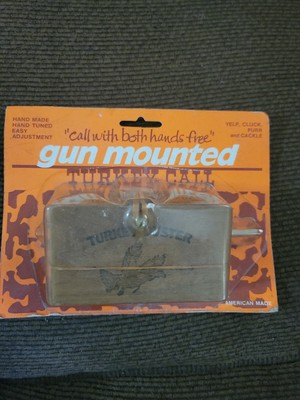 HAND MADE
HAND TUNED
EASY
ADJUSTMENT
YELP, CLUCK,
PURR
and CACKLE
"call with both hands free"
gun mounted
TURKEY CALL
TURKEY
AMERICAN MADE